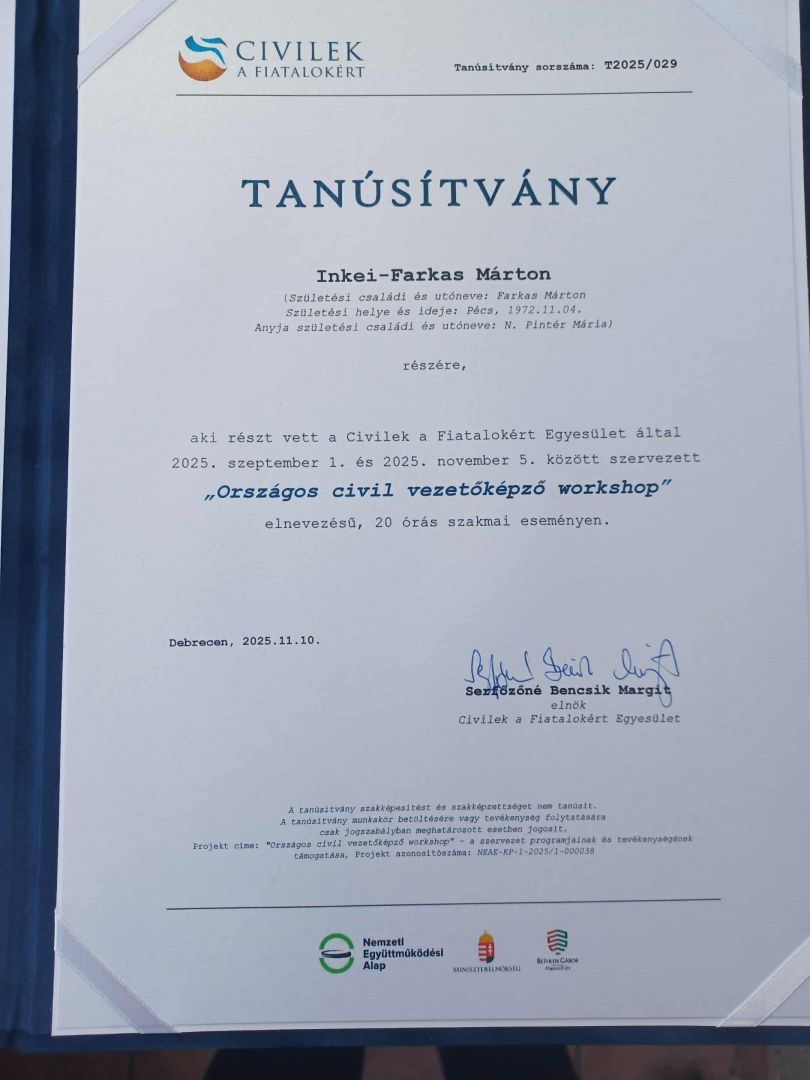 CIVILEK
A FIATALOKÉRT
Tanúsítvány sorszáma: T2025/029
TANÚSÍTVÁNY
Inkei-Farkas Márton
(Születési családi és utóneve: Farkas Márton
Születési helye és ideje: Pécs, 1972.11.04.
Anyja születési családi és utóneve: N. Pintér Mária)
részére,
aki részt vett a Civilek a Fiatalokért Egyesület által
2025. szeptember 1. és 2025. november 5. között szervezett
„Országos civil vezetőképző workshop”
elnevezésű, 20 órás szakmai eseményen.
Debrecen, 2025.11.10.
Serfőzőné Bencsik Margit
elnök
Civilek a Fiatalokért Egyesület
A tanúsítvány szakképesítést és szakképzettséget nem tanúsít.
A tanúsítvány munkakör betöltésére vagy tevékenység folytatására
csak jogszabályban meghatározott esetben jogosít.
Projekt címe: "Országos civil vezetőképző workshop” - a szervezet programjainak és tevékenységének
támogatása, Projekt azonosítószáma: NEAE-KP-1-2025/1-000038
Nemzeti
Együttműködési
Alap
MINISZTERELNÖKSÉG
BETHLEN GÁBOR